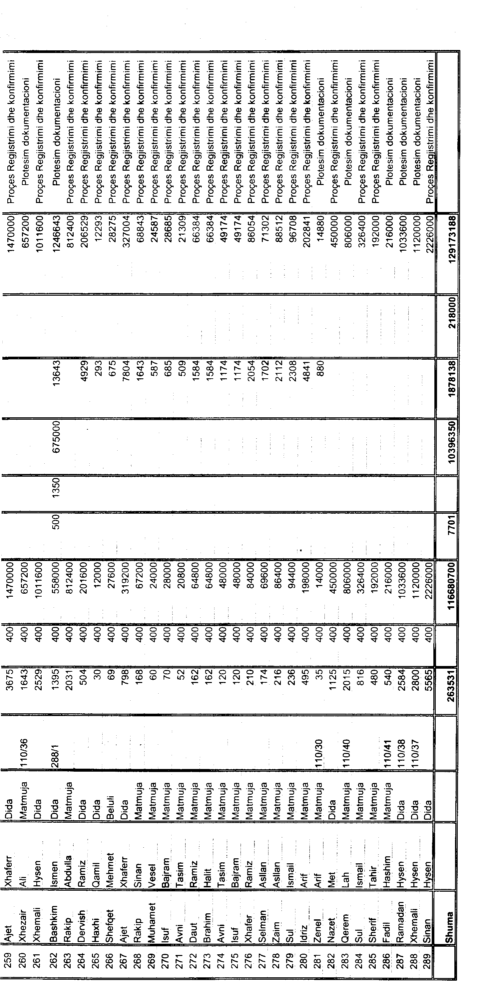 259 Ajet Xhaferr Dida 3675 400 1470000 1470000 Proçes Regjistrimi dhe konfirmimi
260 Xhezair Ali Matmuja 110/36 1643 400 657200 657200 Plotesim dokumentacioni
261 Xhemali Hysen Dida 2529 400 1011600 1011600 Proçes Regjistrimi dhe konfirmimi
262 Bashkim Ismen Dida 288/1 1395 400 558000 500 1350 675000 13643 1246643 Plotesim dokumentacioni
263 Rakip Abdulla Matmuja 2031 400 812400 812400 Proçes Regjistrimi dhe konfirmimi
264 Dervish Ramiz Dida 504 400 201600 4929 206529 Proçes Regjistrimi dhe konfirmimi
265 Haxhi Qamil Dida 30 400 12000 293 12293 Proçes Regjistrimi dhe konfirmimi
266 Shefqet Mehmet Beluli 69 400 27600 675 28275 Proçes Regjistrimi dhe konfirmimi
267 Ajet Xhaferr Dida 798 400 319200 7804 327004 Proçes Regjistrimi dhe konfirmimi
268 Rakip Sinan Matmuja 168 400 67200 1643 68843 Proçes Regjistrimi dhe konfirmimi
269 Muhamet Vesel Matmuja 60 400 24000 587 24587 Proçes Regjistrimi dhe konfirmimi
270 Isuf Bajram Matmuja 70 400 28000 685 28685 Proçes Regjistrimi dhe konfirmimi
271 Avni Tasim Matmuja 52 400 20800 509 21309 Proçes Regjistrimi dhe konfirmimi
272 Daut Ramiz Matmuja 162 400 64800 1584 66384 Proçes Regjistrimi dhe konfirmimi
273 Brahim Halit Matmuja 162 400 64800 1584 66384 Proçes Regjistrimi dhe konfirmimi
274 Avni Tasim Matmuja 120 400 48000 1174 49174 Proçes Regjistrimi dhe konfirmimi
275 Isuf Bajram Matmuja 120 400 48000 1174 49174 Proçes Regjistrimi dhe konfirmimi
276 Xhafer Ramiz Matmuja 210 400 84000 2054 86054 Proçes Regjistrimi dhe konfirmimi
277 Selman Asllan Matmuja 174 400 69600 1702 71302 Proçes Regjistrimi dhe konfirmimi
278 Zaim Asllan Matmuja 216 400 86400 2112 88512 Proçes Regjistrimi dhe konfirmimi
279 Sul Ismail Matmuja 236 400 94400 2308 96708 Proçes Regjistrimi dhe konfirmimi
280 Idriz Arif Matmuja 495 400 198000 4841 202841 Proçes Regjistrimi dhe konfirmimi
281 Zenel Arif Matmuja 110/30 35 400 14000 880 14880 Plotesim dokumentacioni
282 Nazet Met Dida 1125 400 450000 450000 Proçes Regjistrimi dhe konfirmimi
283 Qerem Lah Matmuja 110/40 2015 400 806000 806000 Plotesim dokumentacioni
284 Sul Ismail Matmuja 816 400 326400 326400 Proçes Regjistrimi dhe konfirmimi
285 Sherif Tahir Matmuja 480 400 192000 192000 Proçes Regjistrimi dhe konfirmimi
286 Fadil Hashim Matmuja 110/41 540 400 216000 216000 Plotesim dokumentacioni
287 Ramadan Hysen Dida 110/38 2584 400 1033600 1033600 Plotesim dokumentacioni
288 Xhemali Hysen Dida 110/37 2800 400 1120000 1120000 Plotesim dokumentacioni
289 Sinan Hysen Dida 5565 400 2226000 2226000 Proçes Regjistrimi dhe konfirmimi
Shuma 263531 116680700 7701 10396350 1878138 218000 129173188